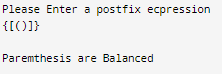 Please Enter a postfix ecpression
{[()]}
Paremthesis are Balanced